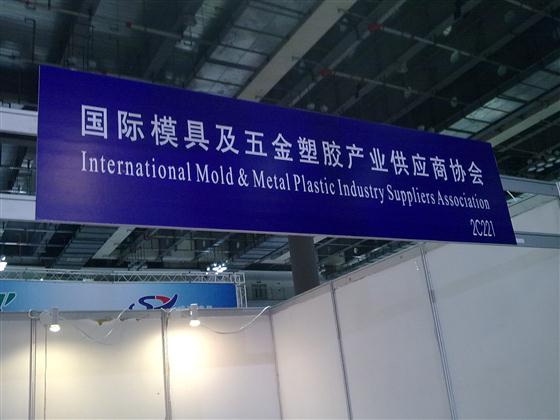 国际模具及五金塑胶产业供应商协会
International Mold & Metal Plastic Industry Suppliers Association
2C221